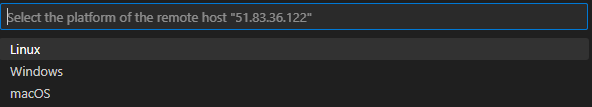 Select the platform of the remote host "51.83.36.122"
Linux
Windows
macOS